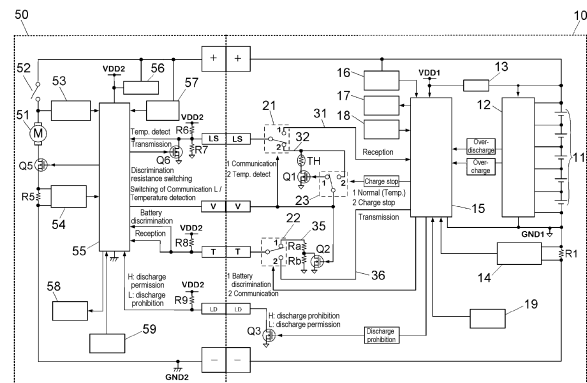 50
10
52
53
VDD2
56
57
51
M
Q5
R5
54
55
58
59
Temp. detect
Transmission
Q6
R6
VDD2
R7
Discrimination
resistance switching
Switching of Communication L /
Temperature detection
Battery
discrimination
Reception
VDD2
R8
H: discharge
permission
L: discharge
prohibition
VDD2
R9
GND2
+ +
LS LS
V V
T T
LD LD
− −
21
1
2
31
32
TH
Q1
1 Communication
2 Temp. detect
23
1 2
Reception
Charge stop
1 Normal (Temp.)
2 Charge stop
Transmission
22
1
2
35
Ra
Rb
Q2
36
1 Battery
discrimination
2 Communication
H: discharge prohibition
L: discharge permission
Q3
Discharge
prohibition
16
17
18
VDD1
13
12
11
Over-
discharge
Over-
charge
15
GND1
14
R1
19